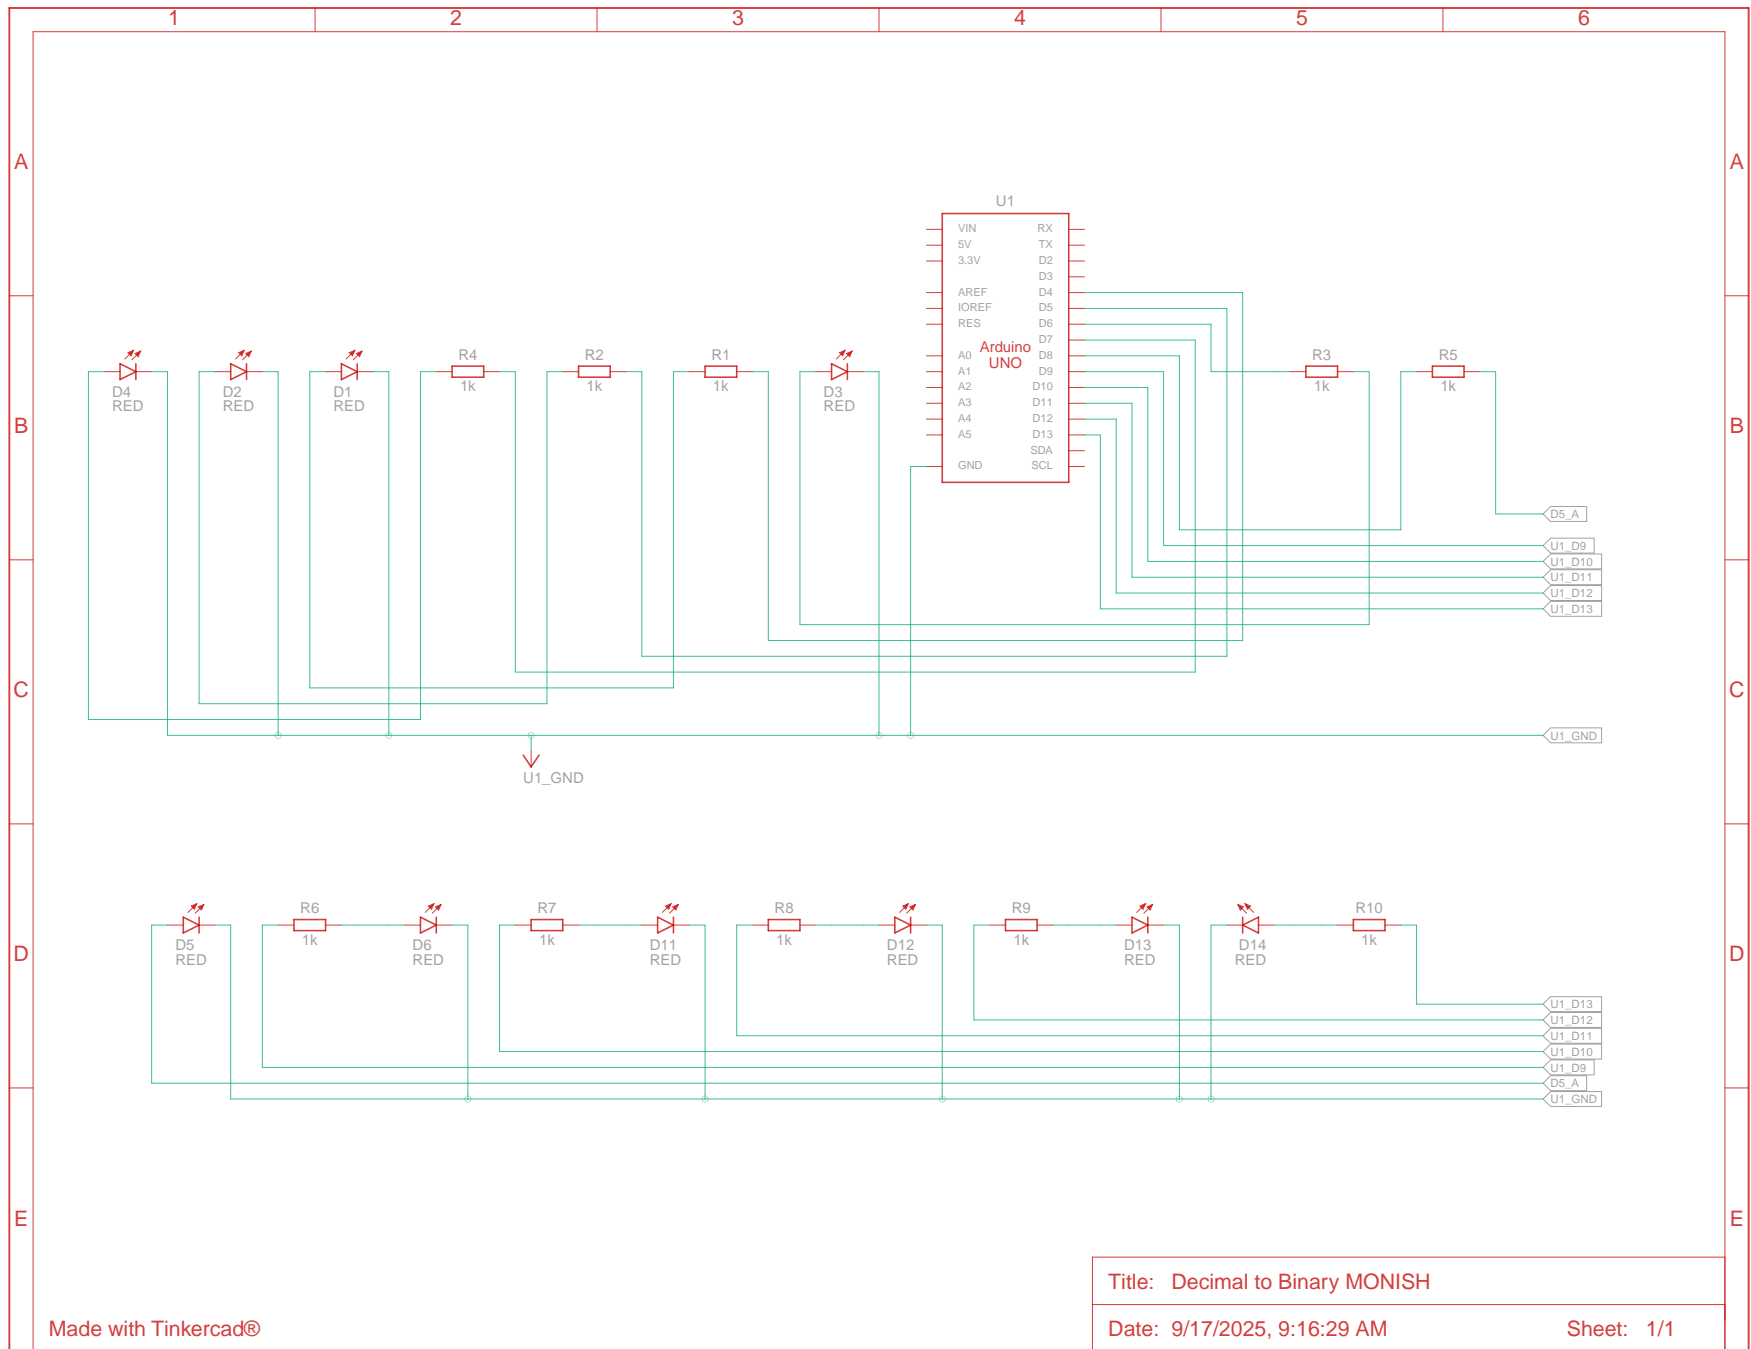 1 2 3 4 5 6
A A
U1
VIN RX
5V TX
3.3V D2
D3
AREF D4
IOREF D5
RES D6
D7
Arduino
UNO
A0 D8
A1 D9
A2 D10
A3 D11
A4 D12
A5 D13
SDA
GND SCL
R4 R2 R1 R3 R5
1k 1k 1k 1k 1k
D4 D2 D1 D3
RED RED RED RED
B B
D5_A
U1_D9
U1_D10
U1_D11
U1_D12
U1_D13
C C
U1_GND
U1_GND
R6 R7 R8 R9 R10
1k 1k 1k 1k 1k
D5 D6 D11 D12 D13 D14
RED RED RED RED RED RED
D D
U1_D13
U1_D12
U1_D11
U1_D10
U1_D9
D5_A
U1_GND
E E
Title: Decimal to Binary MONISH
Made with Tinkercad®
Date: 9/17/2025, 9:16:29 AM Sheet: 1/1